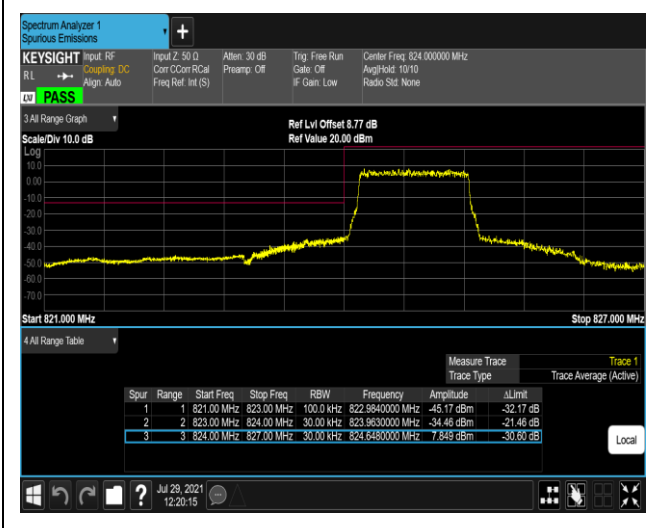 Spectrum Analyzer 1
Spurious Emissions
+
KEYSIGHT Input: RF Input Z: 50 Ω Atten: 30 dB Trig: Free Run Center Freq: 824.000000 MHz
RL Coupling: DC Corr CCorr RCal Preamp: Off Gate: Off Avg|Hold: 10/10
Align: Auto Freq Ref: Int (S) IF Gain: Low Radio Std: None
LXI PASS
3 All Range Graph
Ref Lvl Offset 8.77 dB
Scale/Div 10.0 dB Ref Value 20.00 dBm
Log
10.0
0.00
-10.0
-20.0
-30.0
-40.0
-50.0
-60.0
-70.0
Start 821.000 MHz Stop 827.000 MHz
4 All Range Table
Measure Trace Trace 1
Trace Type Trace Average (Active)
Spur Range Start Freq Stop Freq RBW Frequency Amplitude ΔLimit
1 1 821.00 MHz 823.00 MHz 100.0 kHz 822.9840000 MHz -45.17 dBm -32.17 dB
2 2 823.00 MHz 824.00 MHz 30.00 kHz 823.9630000 MHz -34.46 dBm -21.46 dB
3 3 824.00 MHz 827.00 MHz 30.00 kHz 824.6480000 MHz 7.849 dBm -30.60 dB
Local
? Jul 29, 2021
12:20:15